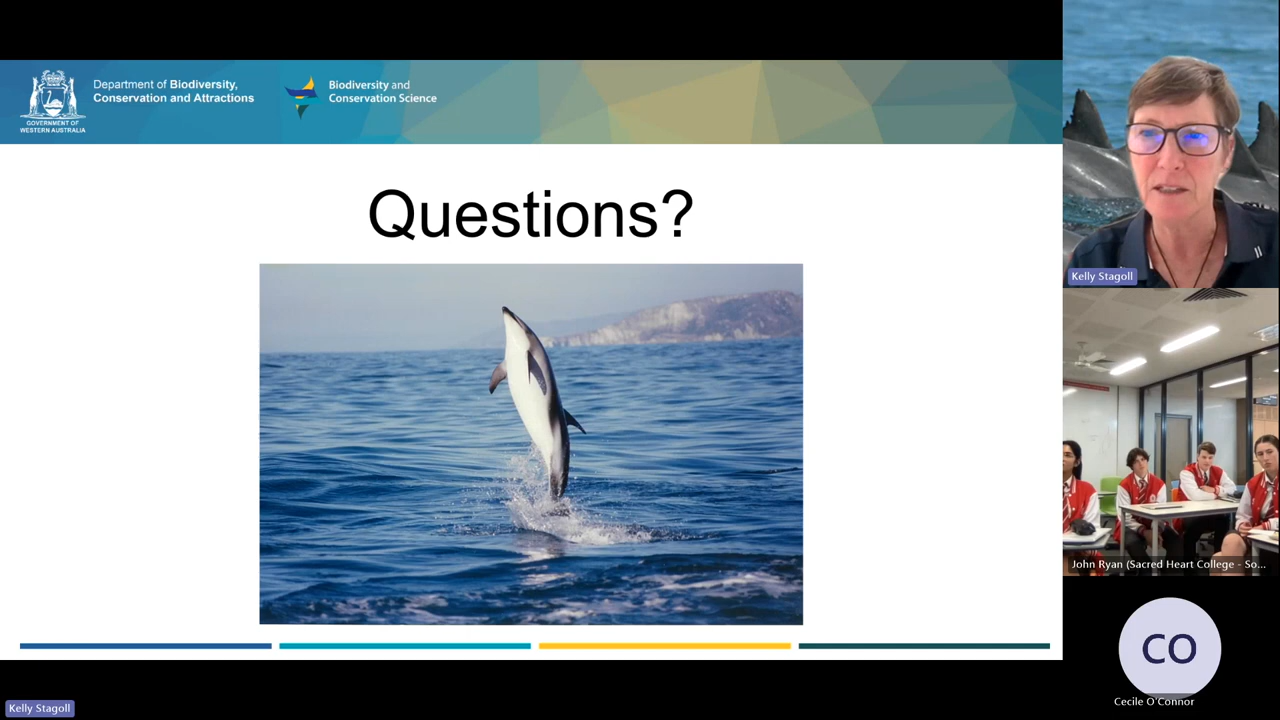 Department of Biodiversity,
Conservation and Attractions
GOVERNMENT OF
WESTERN AUSTRALIA
Biodiversity and
Conservation Science
Questions?
Kelly Stagoll
John Ryan (Sacred Heart College - So...
CO
Cecile O'Connor
Kelly Stagoll